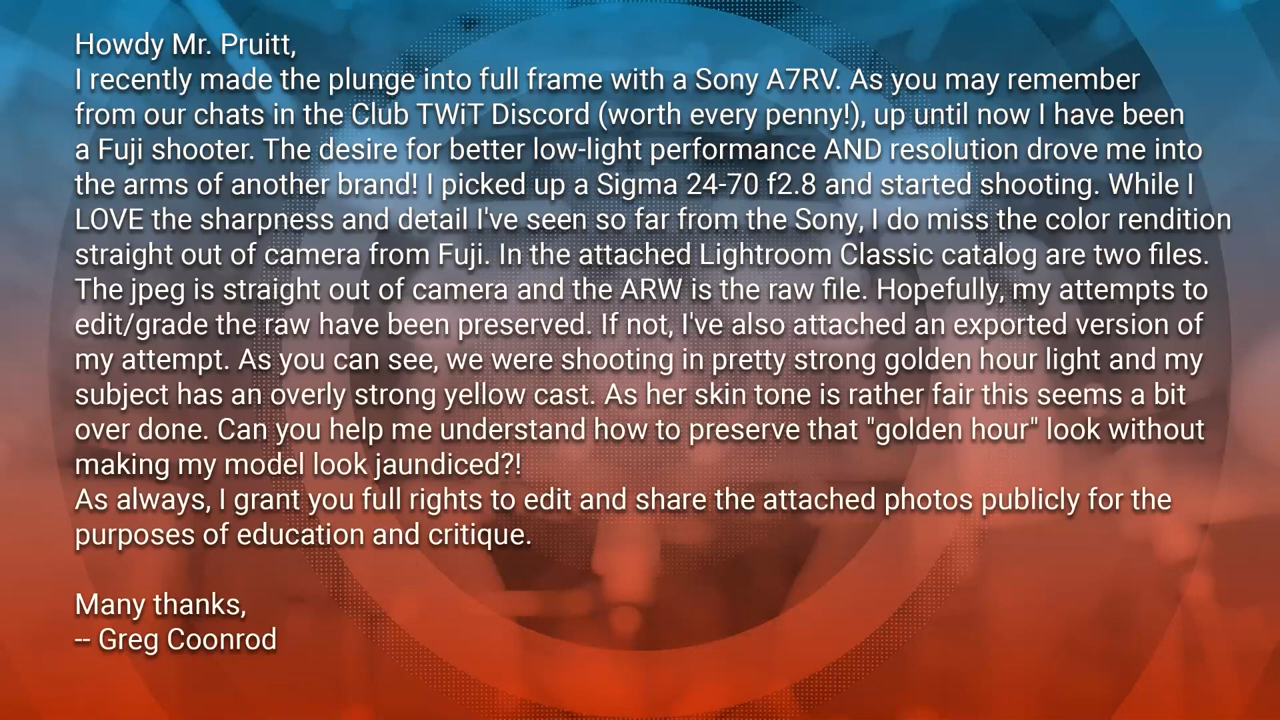 Howdy Mr. Pruitt,
I recently made the plunge into full frame with a Sony A7RV. As you may remember
from our chats in the Club TWiT Discord (worth every penny!), up until now I have been
a Fuji shooter. The desire for better low-light performance AND resolution drove me into
the arms of another brand! I picked up a Sigma 24-70 f2.8 and started shooting. While I
LOVE the sharpness and detail I've seen so far from the Sony, I do miss the color rendition
straight out of camera from Fuji. In the attached Lightroom Classic catalog are two files.
The jpeg is straight out of camera and the ARW is the raw file. Hopefully, my attempts to
edit/grade the raw have been preserved. If not, I've also attached an exported version of
my attempt. As you can see, we were shooting in pretty strong golden hour light and my
subject has an overly strong yellow cast. As her skin tone is rather fair this seems a bit
over done. Can you help me understand how to preserve that "golden hour" look without
making my model look jaundiced?!
As always, I grant you full rights to edit and share the attached photos publicly for the
purposes of education and critique.
Many thanks,
-- Greg Coonrod